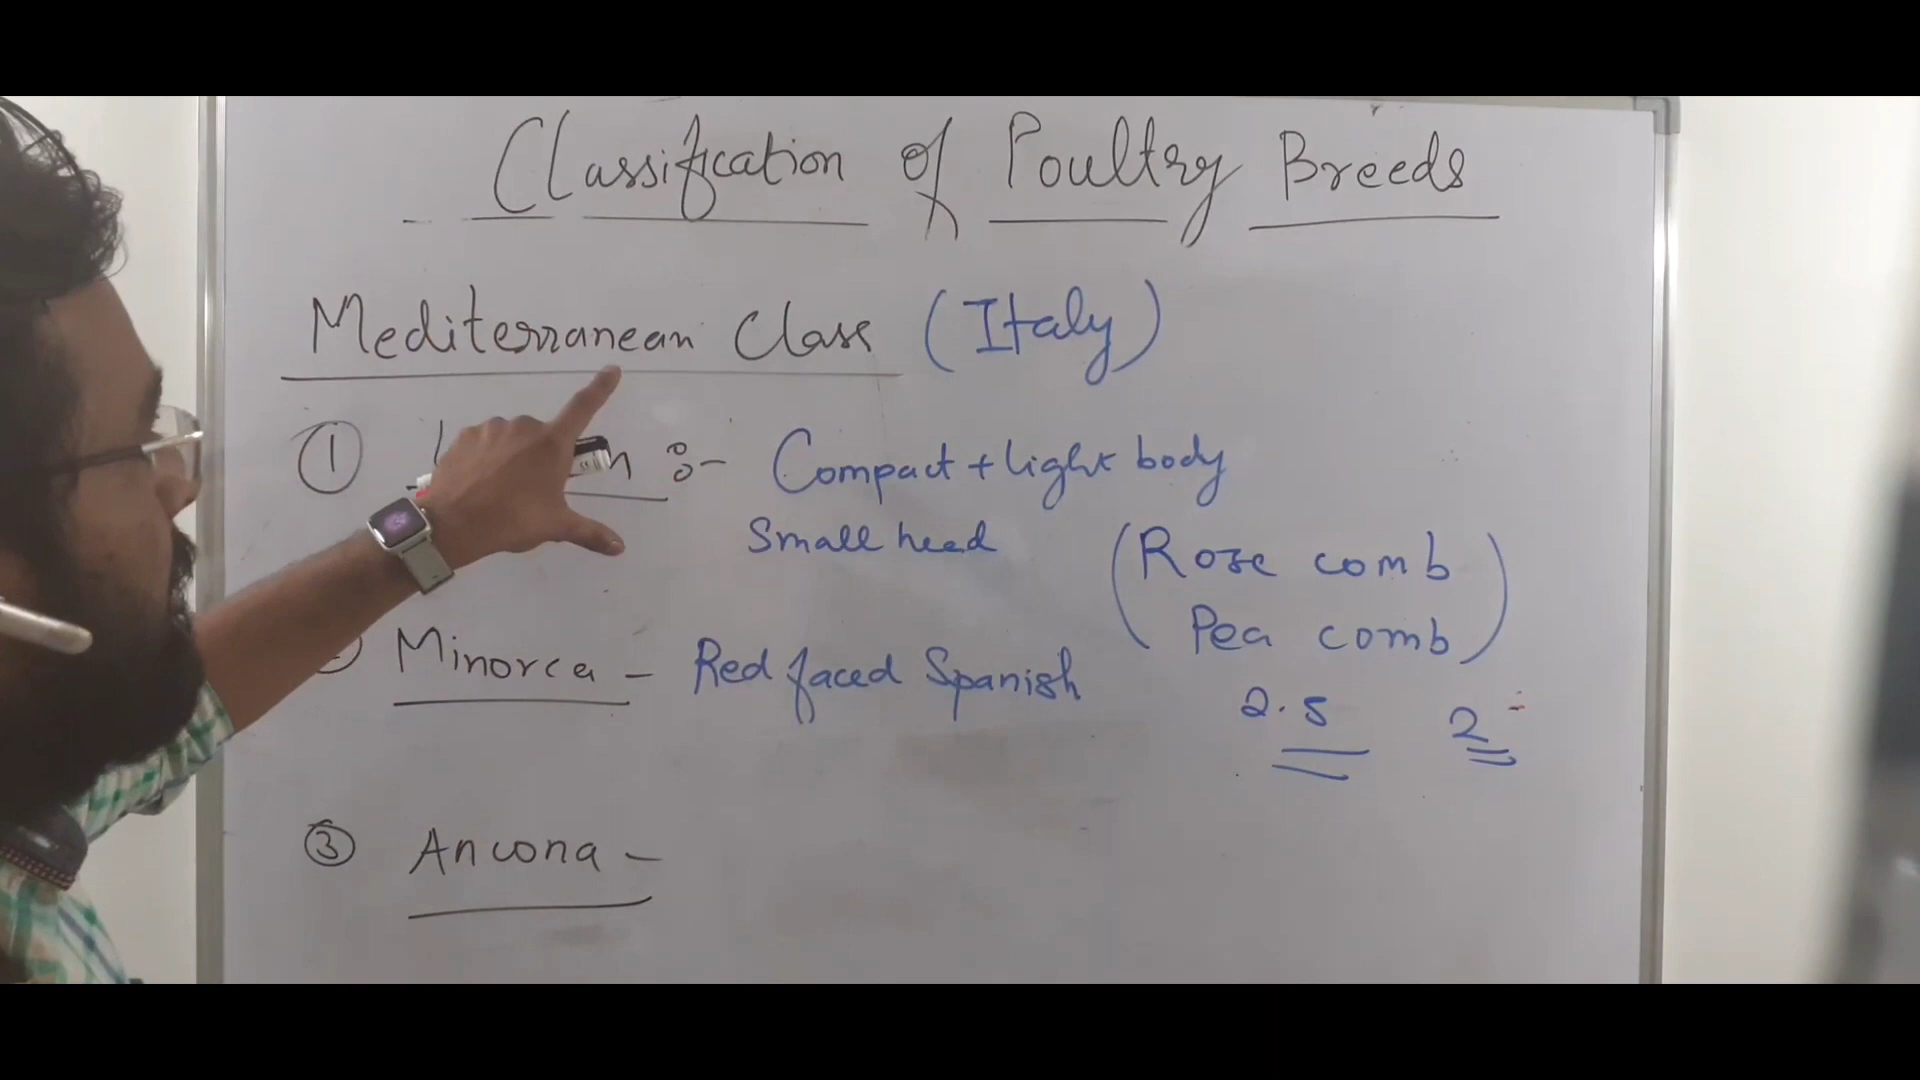 Classification of Poultry Breeds
Mediterranean Class (Italy)
① :- Compact + light body
Small head
(Rose comb
Pea comb)
Minorca - Red faced Spanish
2.5 2
③ Ancona -